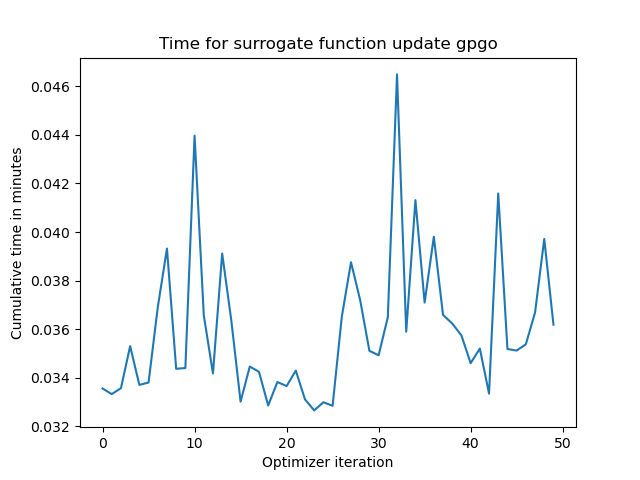 Time for surrogate function update gpgo
Cumulative time in minutes
0.046
0.044
0.042
0.040
0.038
0.036
0.034
0.032
0 10 20 30 40 50
Optimizer iteration